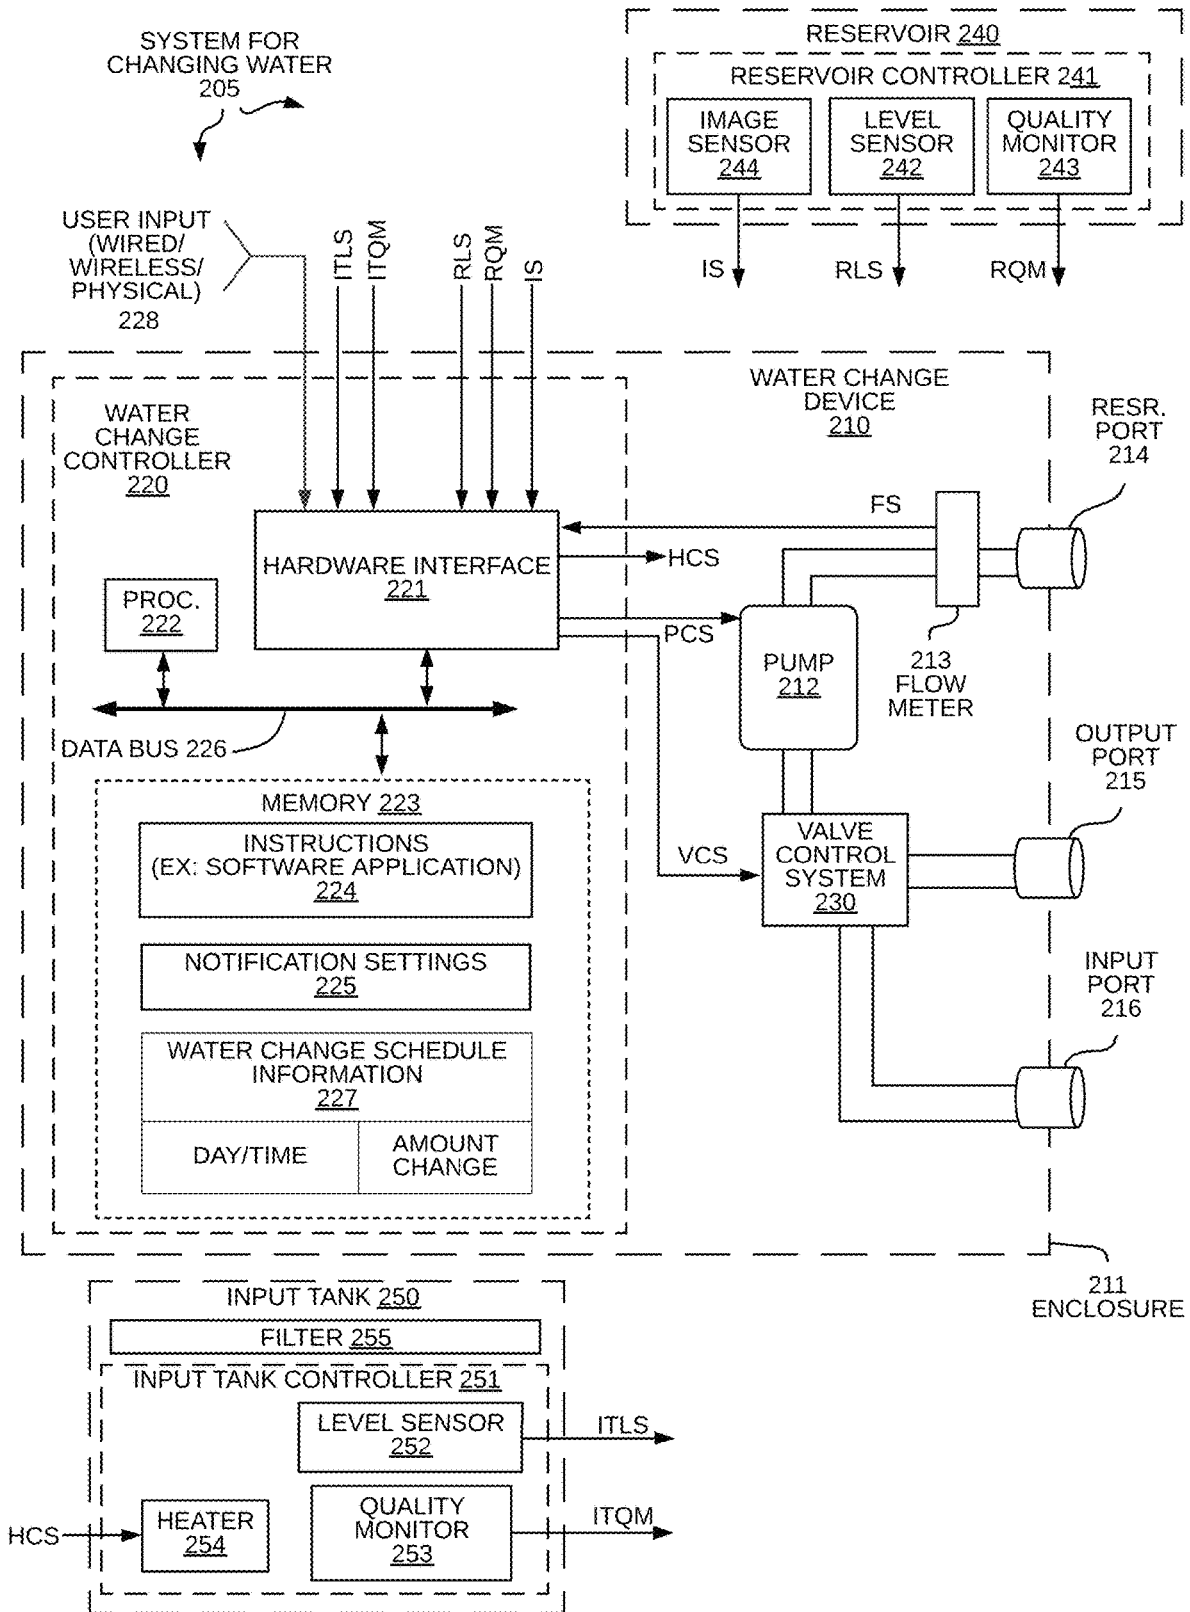 SYSTEM FOR
CHANGING WATER
205
RESERVOIR 240
RESERVOIR CONTROLLER 241
IMAGE
SENSOR
244
LEVEL
SENSOR
242
QUALITY
MONITOR
243
IS
RLS
RQM
USER INPUT
(WIRED/
WIRELESS/
PHYSICAL)
228
ITLS
ITQM
RLS
RQM
IS
WATER CHANGE
DEVICE
210
WATER
CHANGE
CONTROLLER
220
RESR.
PORT
214
FS
HARDWARE INTERFACE
221
HCS
PROC.
222
PCS
PUMP
212
213
FLOW
METER
DATA BUS 226
OUTPUT
PORT
215
MEMORY 223
INSTRUCTIONS
(EX: SOFTWARE APPLICATION)
224
VCS
VALVE
CONTROL
SYSTEM
230
NOTIFICATION SETTINGS
225
INPUT
PORT
216
WATER CHANGE SCHEDULE
INFORMATION
227
DAY/TIME
AMOUNT
CHANGE
211
ENCLOSURE
INPUT TANK 250
FILTER 255
INPUT TANK CONTROLLER 251
LEVEL SENSOR
252
ITLS
QUALITY
MONITOR
253
ITQM
HCS
HEATER
254